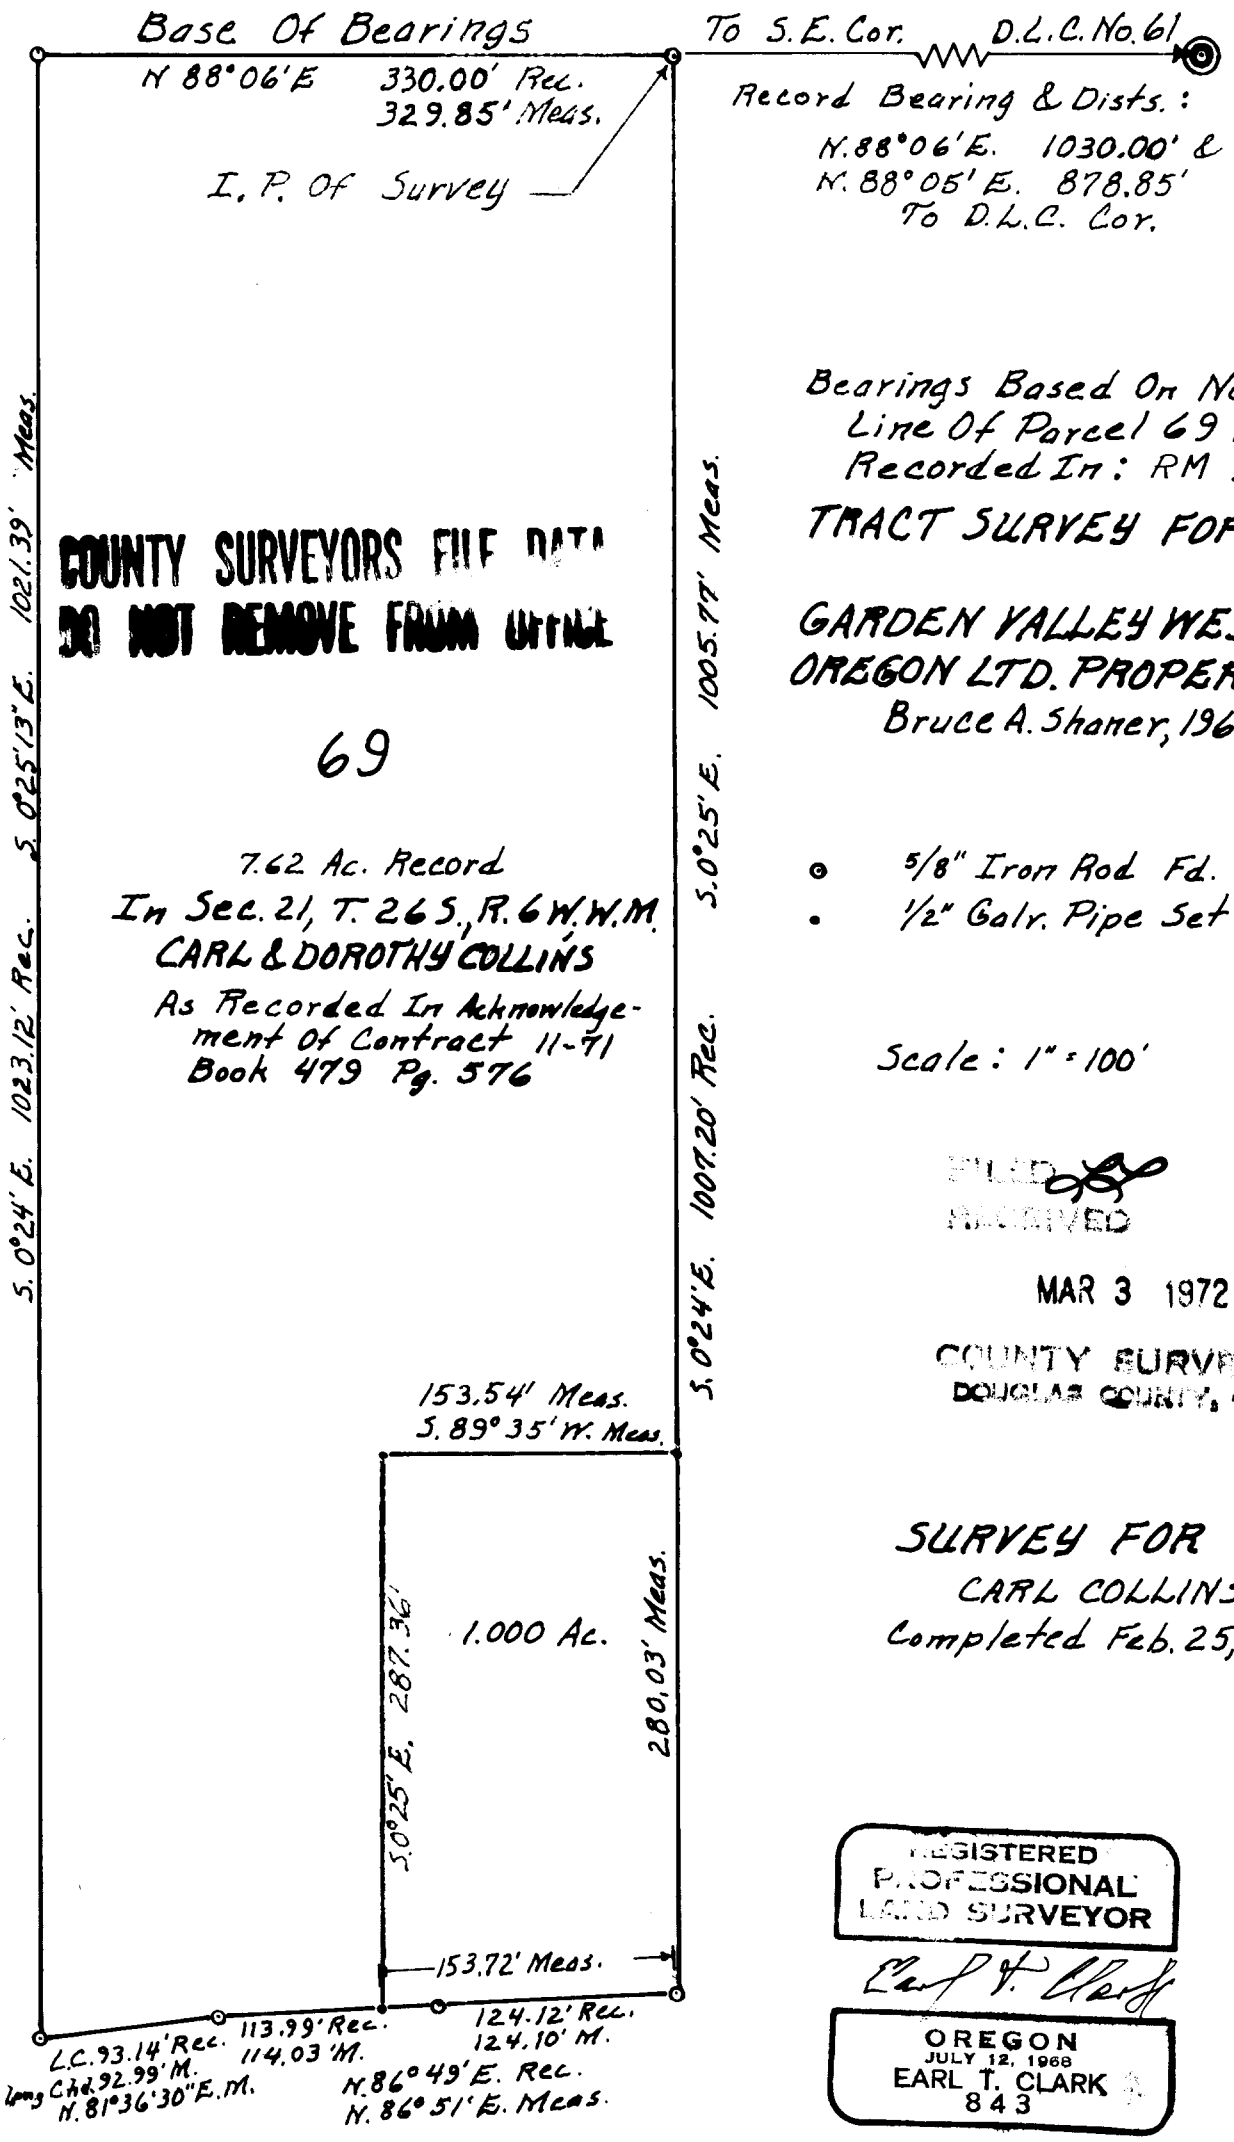 Base Of Bearings
To S.E. Cor. D.L.C. No. 61
N 88°06'E 330.00' Rec.
329.85' Meas.
I.P. Of Survey
Record Bearing & Dists.:
N.88°06'E. 1030.00' &
N.88°05'E. 878.85'
To D.L.C. Cor.
Bearings Based On
Line Of Parcel 69
Recorded In: RM
TRACT SURVEY FOR
GARDEN VALLEY WES
OREGON LTD. PROPER
Bruce A. Shaner, 196
S. 0°25'13"E. 1021.39' Meas.
S. 0°24'E. 1023.12' Rec.
COUNTY SURVEYORS FILE DATA
DO NOT REMOVE FROM OFFICE
69
7.62 Ac. Record
In Sec. 21, T. 26 S., R. 6 W. W.M.
CARL & DOROTHY COLLINS
As Recorded In Acknowledge-
ment Of Contract 11-71
Book 479 Pg. 576
S.0°25'E. 1005.77' Meas.
S. 0°24'E. 1007.20' Rec.
5/8" Iron Rod Fd.
1/2" Galv. Pipe Set
Scale: 1" = 100'
FILED
RECEIVED
MAR 3 1972
COUNTY SURVE
DOUGLAS COUNTY,
153.54' Meas.
S. 89°35'W. Meas.
1.000 Ac.
S.0°25'E. 287.36'
280.03' Meas.
SURVEY FOR
CARL COLLINS
Completed Feb. 25,
153.72' Meas.
L.C. 93.14' Rec.
Long Chd. 92.99' M.
N. 81°36'30"E. M.
113.99' Rec.
114.03' M.
124.12' Rec.
124.10' M.
N. 86°49'E. Rec.
N. 86°51'E. Meas.
REGISTERED
PROFESSIONAL
LAND SURVEYOR
Earl T. Clark
OREGON
JULY 12, 1968
EARL T. CLARK
843